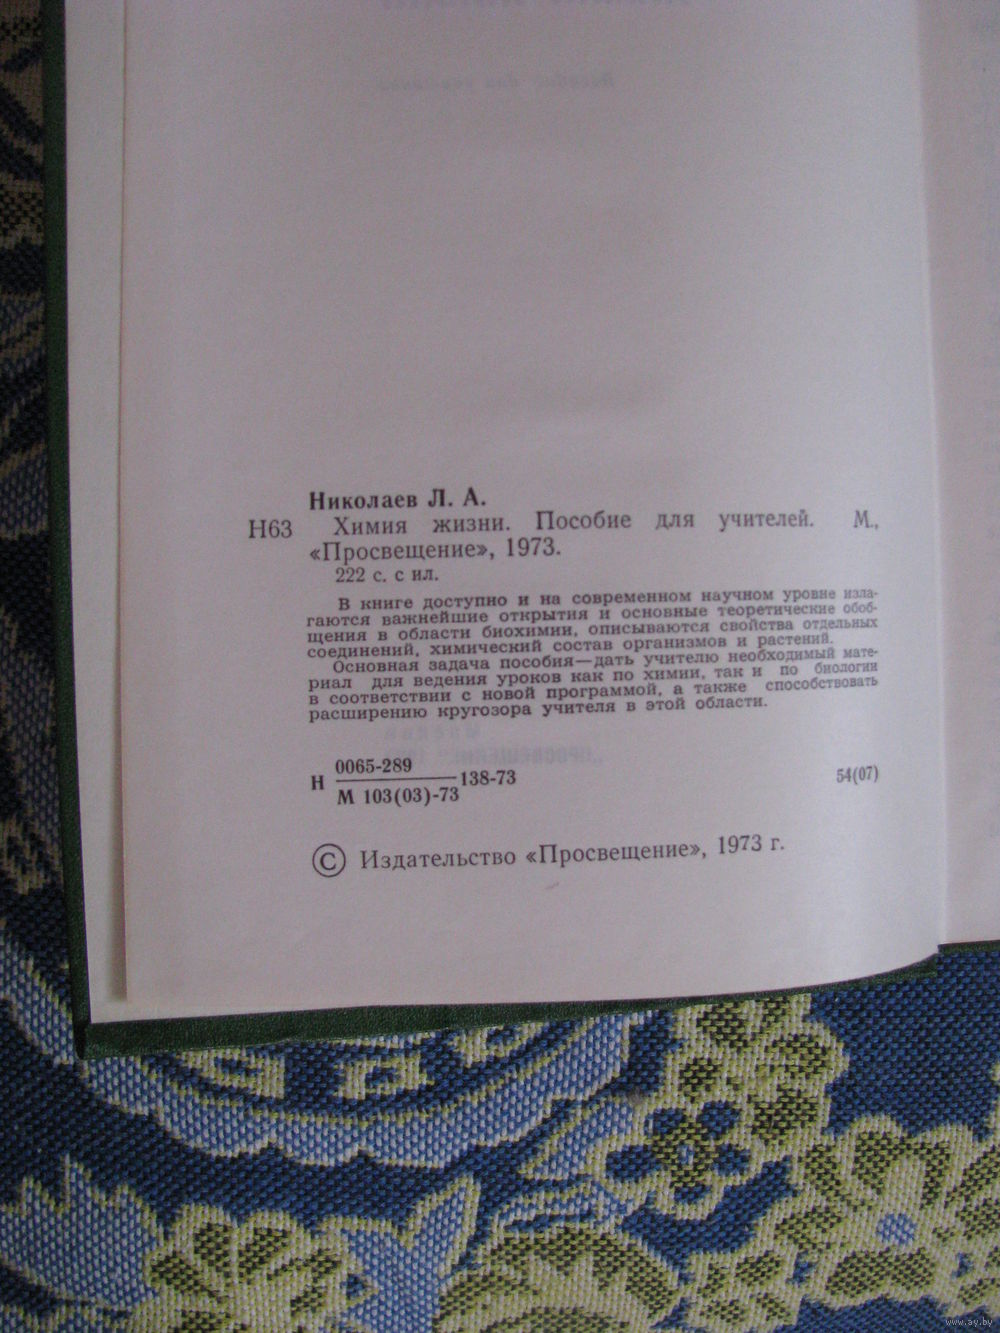 Николаев Л. А.
Н63 Химия жизни. Пособие для учителей. М.,
«Просвещение», 1973.
222 с. с ил.
В книге доступно и на современном научном уровне изла-
гаются важнейшие открытия и основные теоретические обоб-
щения в области биохимии, описываются свойства отдельных
соединений, химический состав организмов и растений.
Основная задача пособия—дать учителю необходимый мате-
риал для ведения уроков как по химии, так и по биологии
в соответствии с новой программой, а также способствовать
расширению кругозора учителя в этой области.
0065-289
Н 138-73
М 103(03)-73
54(07)
© Издательство «Просвещение», 1973 г.
www.ay.by